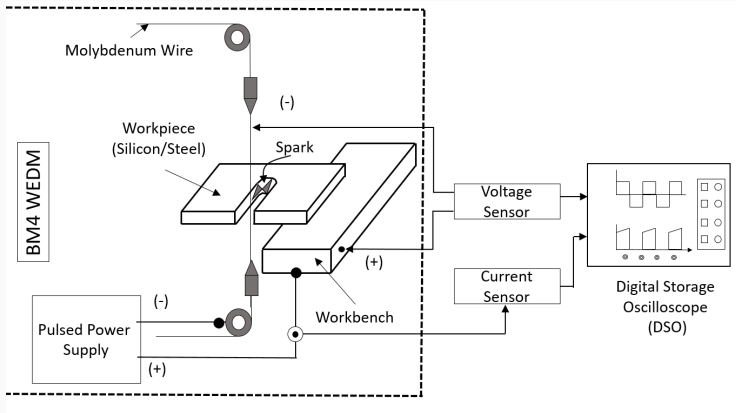 Molybdenum Wire
(-)
Workpiece
(Silicon/Steel)
Spark
BM4 WEDM
Voltage
Sensor
(+)
Current
Sensor
Digital Storage
Oscilloscope
(DSO)
Workbench
(-)
Pulsed Power
Supply
(+)